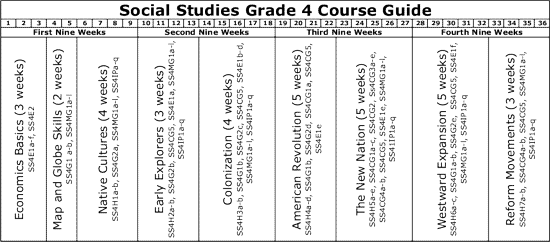 Social Studies Grade 4 Course Guide
1 2 3 4 5 6 7 8 9 10 11 12 13 14 15 16 17 18 19 20 21 22 23 24 25 26 27 28 29 30 31 32 33 34 35 36
First Nine Weeks Second Nine Weeks Third Nine Weeks Fourth Nine Weeks
Economics Basics (3 weeks)
SS4E1a-f, SS4E2
Map and Globe Skills (2 weeks)
SS4G1 a-b, SS4MG1a-l
Native Cultures (4 weeks)
SS4H1a-b, SS4G2a, SS4MG1a-l, SS4IPa-q
Early Explorers (3 weeks)
SS4H2a-b, SS4G2b, SS4CG5, SS4E1a, SS4MG1a-l,
SS4IP1a-q
Colonization (4 weeks)
SS4H3a-b, SS4G1b, SS4G2c, SS4CG5, SS4E1b-d,
SS4MG1a-l, SS4IP1a-q
American Revolution (5 weeks)
SS4H4a-d, SS4G1b, SS4G2d, SS4CG1a, SS4CG5,
SS4E1e
The New Nation (5 weeks)
SS4H5a-e, SS4CG1a-c, SS4CG2, SS4CG3a-e,
SS4CG4a-b, SS4CG5, SS4E1e, SS4MG1a-l,
SS4IP1a-q
Westward Expansion (5 weeks)
SS4H6a-c, SS4G1a-b, SS4G2e, SS4CG5, SS4E1f,
SS4MG1a-l, SS4IP1a-q
Reform Movements (3 weeks)
SS4H7a-b, SS4CG4a-b, SS4CG5, SS4MG1a-l,
SS4IP1a-q